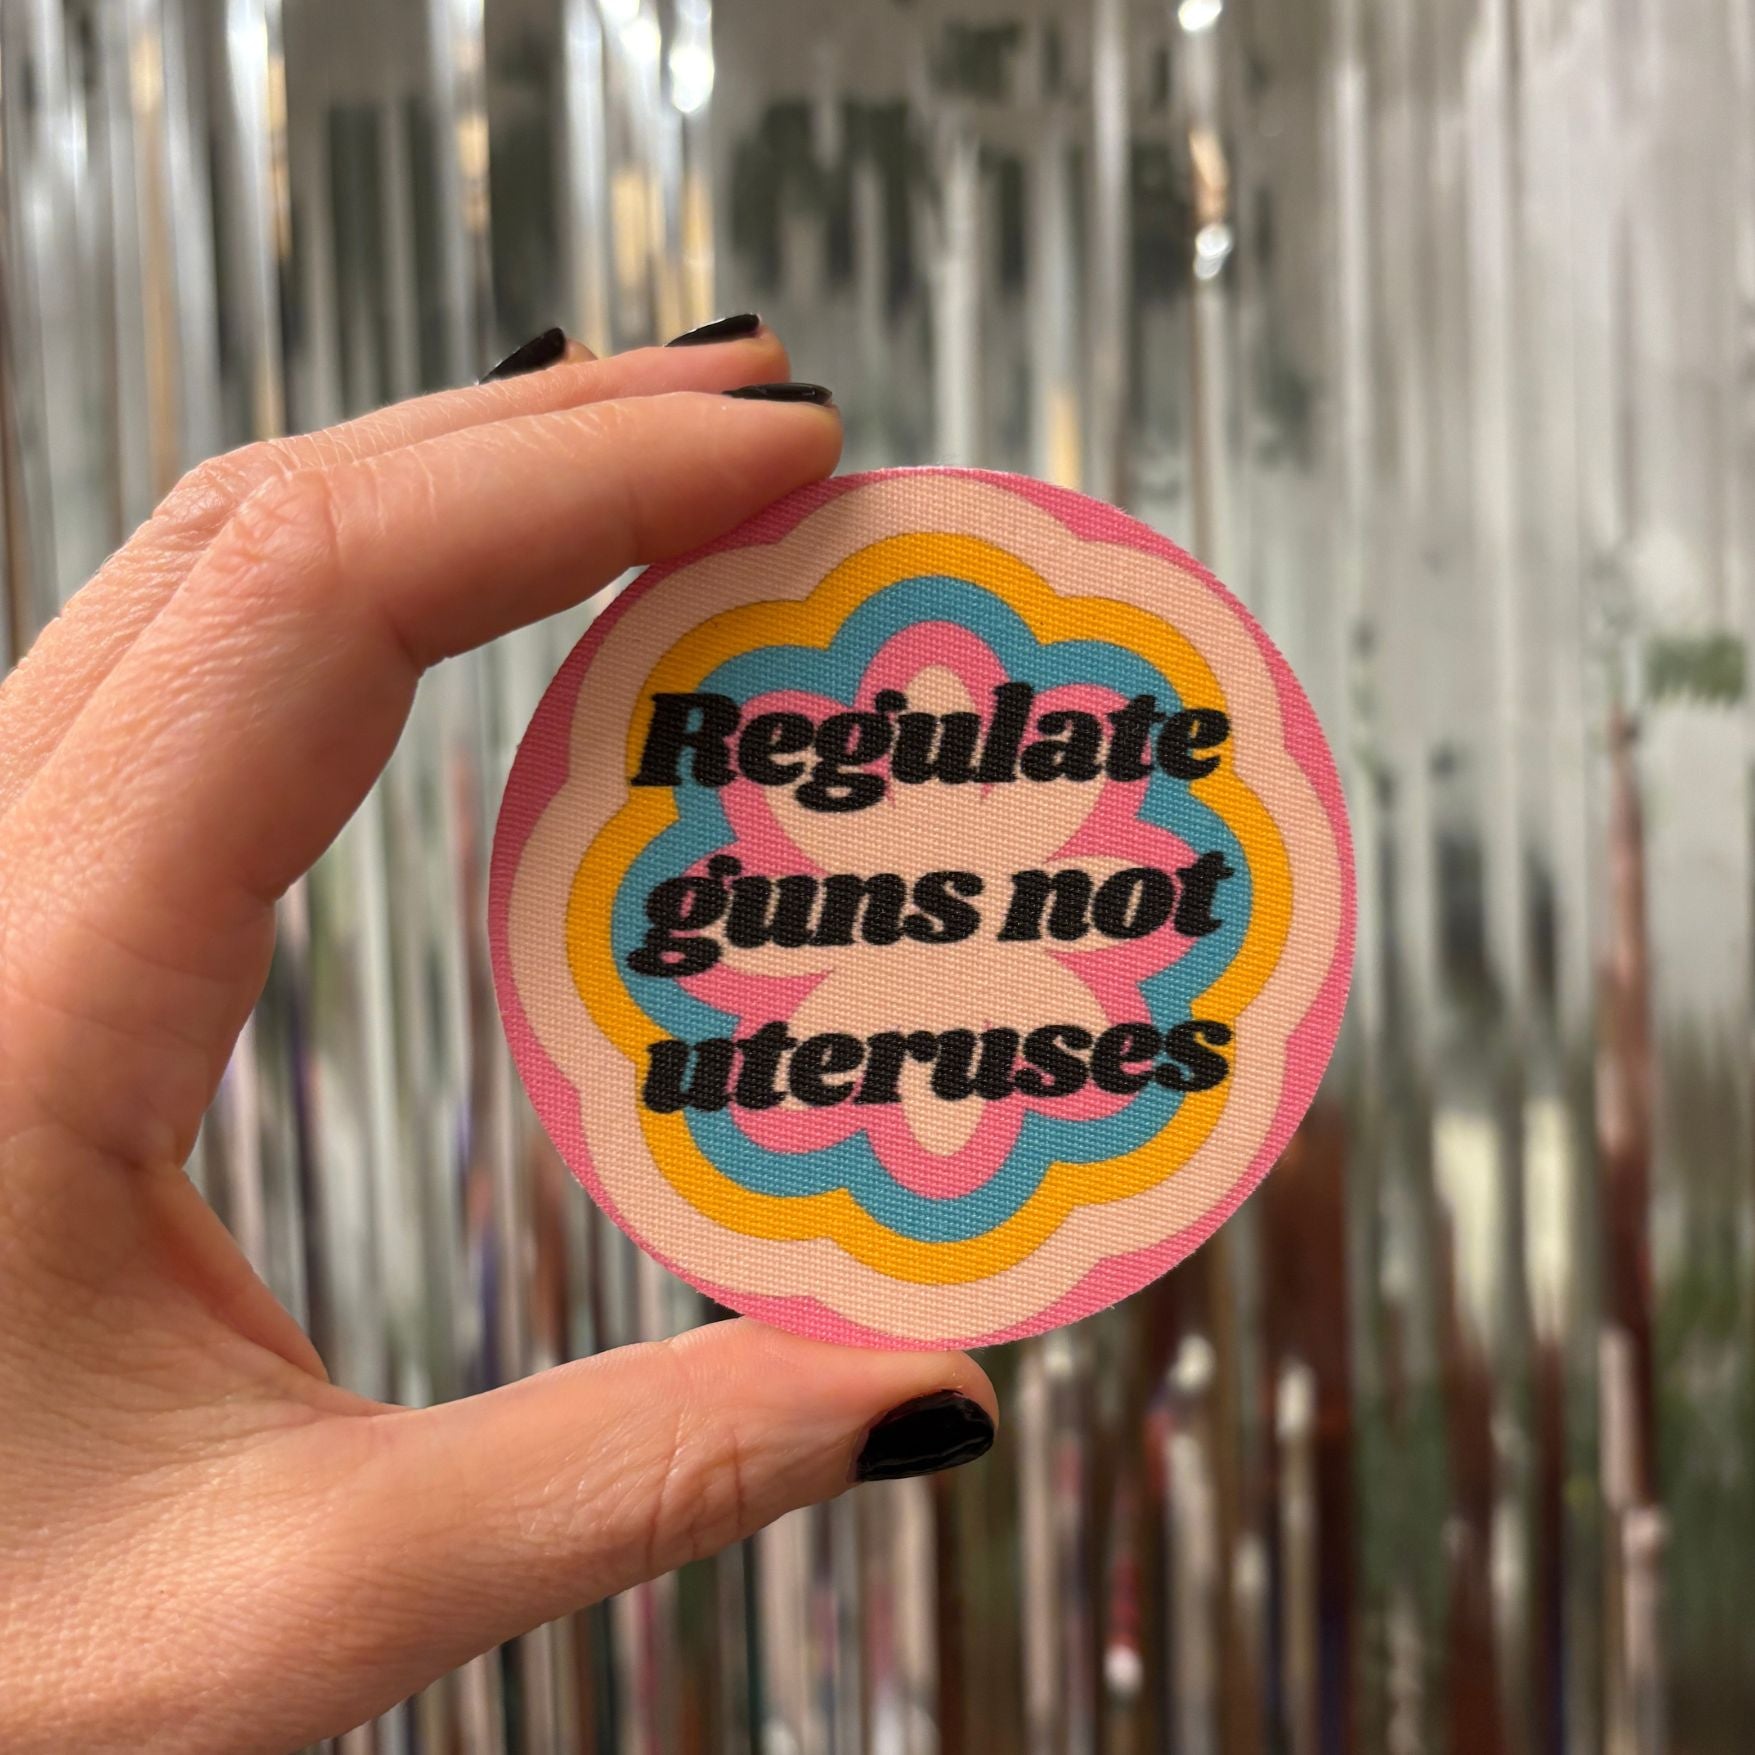 Regulate
guns not
uteruses